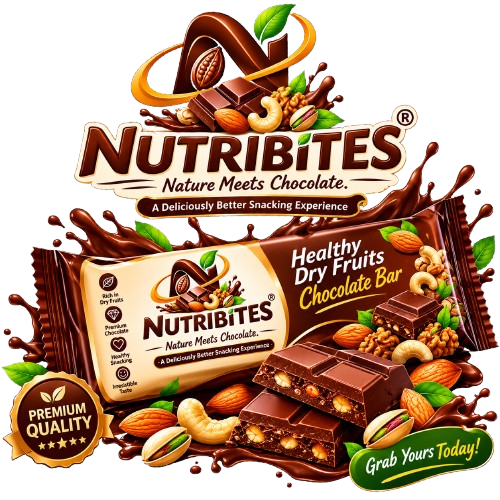 NUTRIBITES®
Nature Meets Chocolate.
A Deliciously Better Snacking Experience
Rich in
Dry Fruits
Premium
Chocolate
Healthy
Snacking
Irresistible
Taste
NUTRIBITES®
Nature Meets Chocolate.
A Deliciously Better Snacking Experience
Healthy
Dry Fruits
Chocolate Bar
PREMIUM
QUALITY
Grab Yours Today!